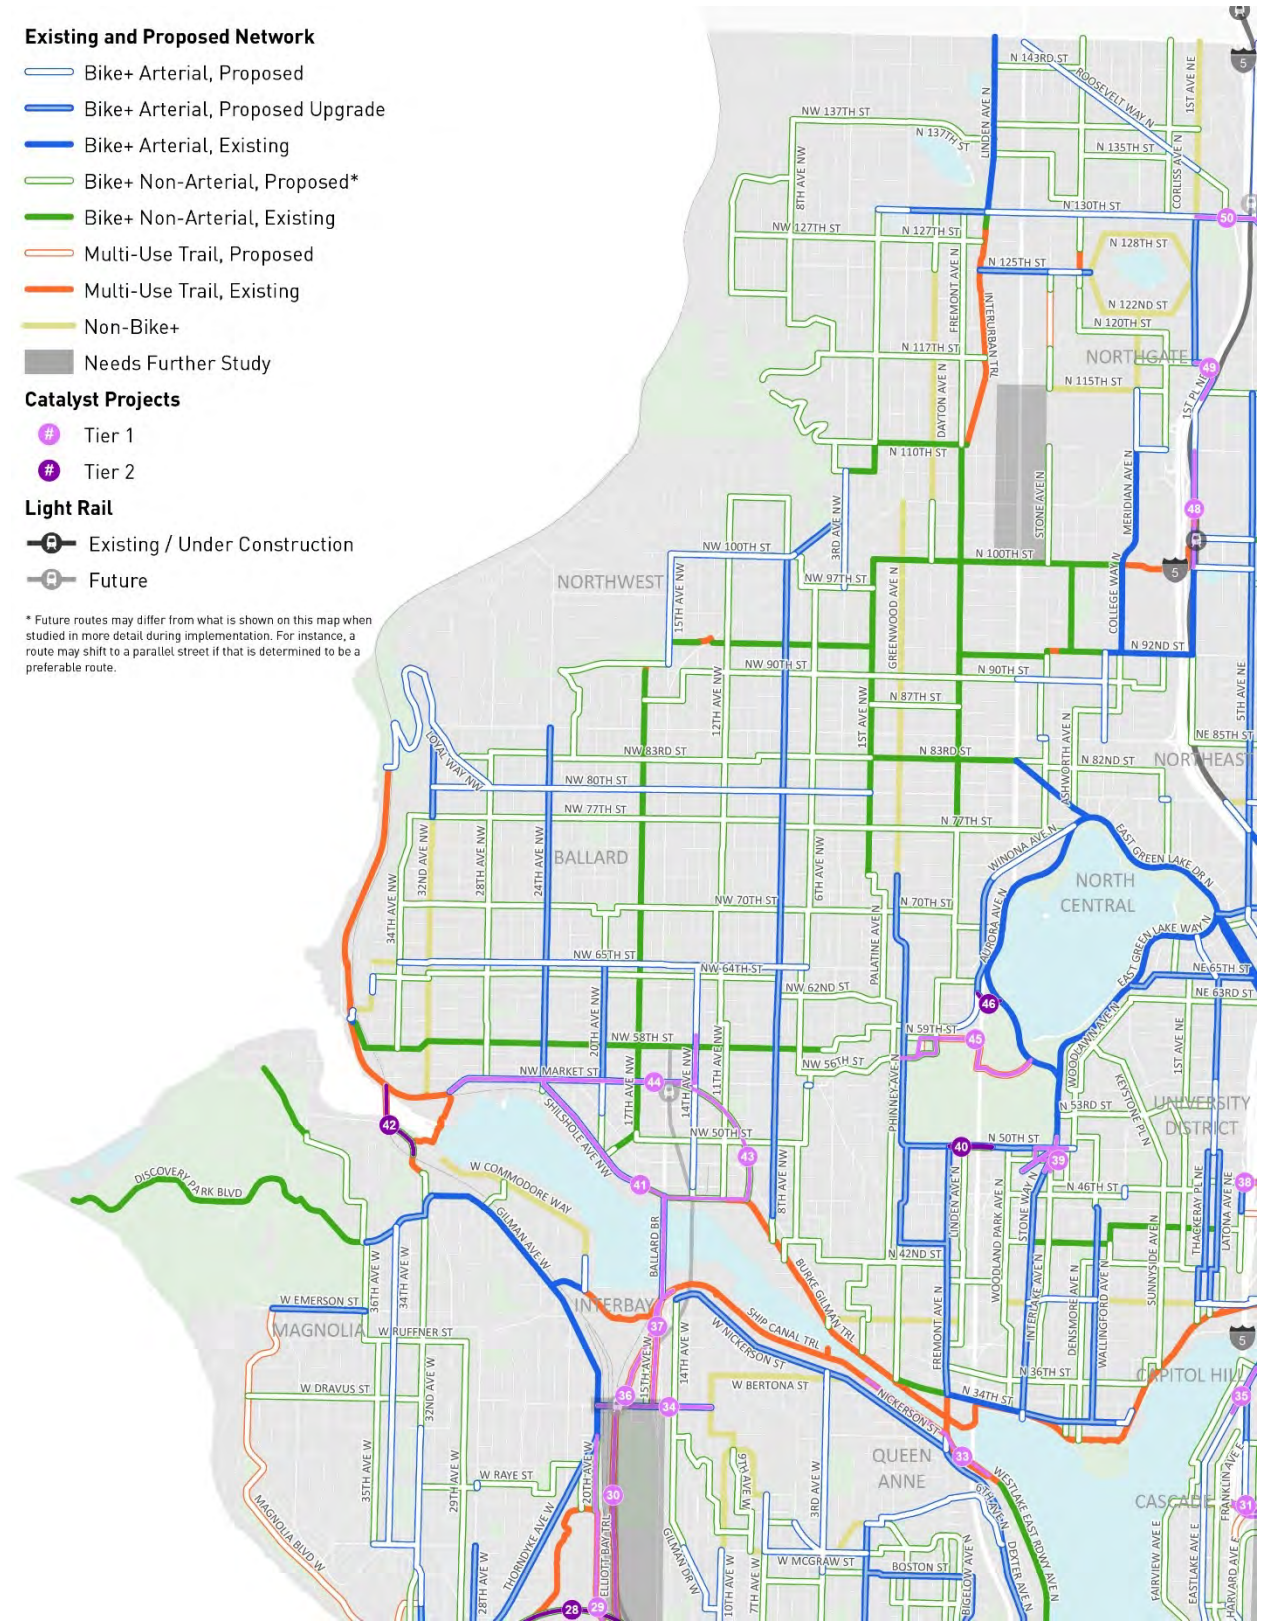 Existing and Proposed Network
Bike+ Arterial, Proposed
Bike+ Arterial, Proposed Upgrade
Bike+ Arterial, Existing
Bike+ Non-Arterial, Proposed*
Bike+ Non-Arterial, Existing
Multi-Use Trail, Proposed
Multi-Use Trail, Existing
Non-Bike+
Needs Further Study
Catalyst Projects
# Tier 1
# Tier 2
Light Rail
Existing / Under Construction
Future
* Future routes may differ from what is shown on this map when
studied in more detail during implementation. For instance, a
route may shift to a parallel street if that is determined to be a
preferable route.
5
N 143RD ST
ROOSEVELT WAY N
1ST AVE NE
LINDEN AVE N
NW 137TH ST
N 137TH ST
N 135TH ST
CORLISS AVE N
8TH AVE NW
N 130TH ST
50
NW 127TH ST
N 127TH ST
N 128TH ST
N 125TH ST
FREMONT AVE N
INTERURBAN TRL
N 122ND ST
N 120TH ST
N 117TH ST
NORTHGATE
49
N 115TH ST
1ST PL NE
DAYTON AVE N
N 110TH ST
STONE AVE N
MERIDIAN AVE N
3RD AVE NW
48
NW 100TH ST
N 100TH ST
5
NORTHWEST
NW 97TH ST
15TH AVE NW
GREENWOOD AVE N
COLLEGE WAY N
N 92ND ST
NW 90TH ST
N 90TH ST
5TH AVE NE
12TH AVE NW
1ST AVE NW
N 87TH ST
NE 85TH ST
LOYAL WAY NW
NW 83RD ST
N 83RD ST
ASHWORTH AVE N
N 82ND ST
NORTHEAST
NW 80TH ST
NW 77TH ST
N 77TH ST
WINONA AVE N
EAST GREEN LAKE DR N
32ND AVE NW
28TH AVE NW
24TH AVE NW
BALLARD
6TH AVE NW
NORTH
CENTRAL
34TH AVE NW
NW 70TH ST
N 70TH ST
PALATINE AVE N
AURORA AVE N
EAST GREEN LAKE WAY N
NW 65TH ST
NW 64TH ST
NE 65TH ST
NW 62ND ST
NE 63RD ST
46
20TH AVE NW
NW 58TH ST
N 59TH ST
45
WOODLAWN AVE N
1ST AVE NE
NW 56TH ST
NW MARKET ST
44
17TH AVE NW
14TH AVE NW
11TH AVE NW
PHINNEY AVE N
KEYSTONE PL N
N 53RD ST
UNIVERSITY
DISTRICT
42
SHILSHOLE AVE NW
NW 50TH ST
N 50TH ST
40
39
43
W COMMODORE WAY
DISCOVERY PARK BLVD
41
8TH AVE NW
N 46TH ST
38
GILMAN AVE W
BALLARD BR
LINDEN AVE N
WOODLAND PARK AVE N
STONE WAY N
SUNNYSIDE AVE N
THACKERAY PL NE
LATONA AVE NE
N 42ND ST
36TH AVE W
34TH AVE W
BURKE GILMAN TRL
INTERLAKE AVE N
DENSMORE AVE N
WALLINGFORD AVE N
W EMERSON ST
INTERBAY
MAGNOLIA
W RUFFNER ST
37
SHIP CANAL TRL
W NICKERSON ST
FREMONT AVE N
5
15TH AVE W
14TH AVE W
N 36TH ST
CAPITOL HILL
W DRAVUS ST
32ND AVE W
36
34
W BERTONA ST
N 34TH ST
35
NICKERSON ST
35TH AVE W
29TH AVE W
W RAYE ST
20TH AVE W
9TH AVE W
3RD AVE W
QUEEN
ANNE
33
WESTLAKE EAST RDWY AVE N
FRANKLIN AVE E
MAGNOLIA BLVD W
30
6TH AVE N
CASCADE
31
THORNDYKE AVE W
ELLIOTT BAY TRL
GILMAN DR W
W MCGRAW ST
BOSTON ST
DEXTER AVE N
28TH AVE W
10TH AVE W
7TH AVE W
BIGELOW AVE N
FAIRVIEW AVE E
EASTLAKE AVE E
HARVARD AVE E
28
29